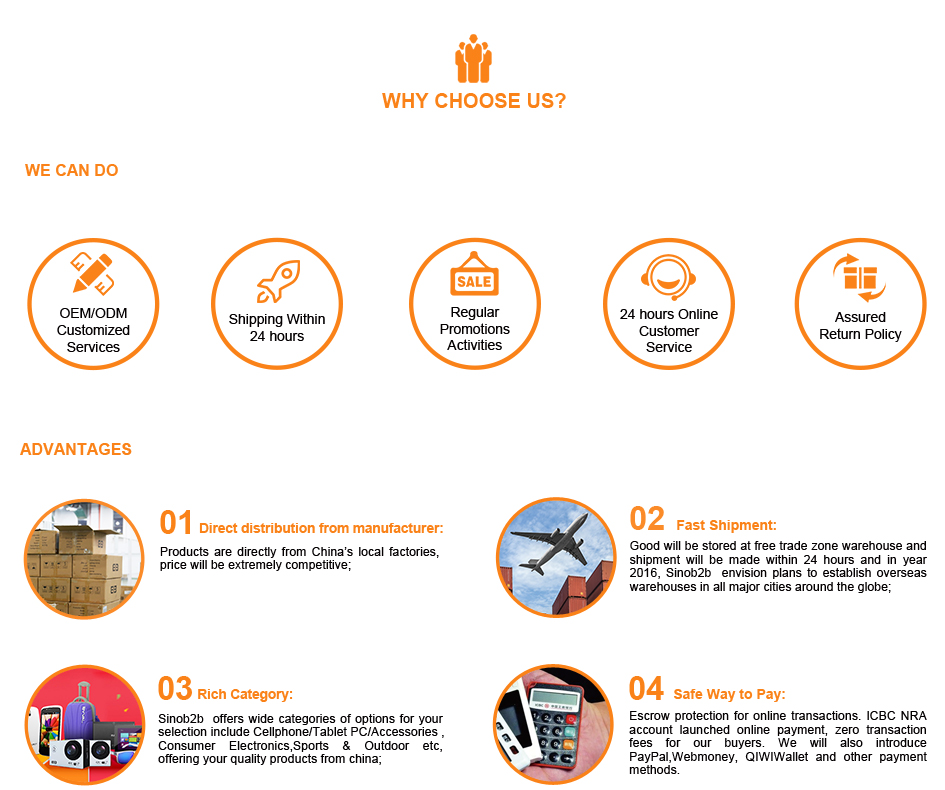 WHY CHOOSE US?
WE CAN DO
OEM/ODM
Customized
Services
Shipping Within
24 hours
SALE
Regular
Promotions
Activities
24 hours Online
Customer
Service
Assured
Return Policy
ADVANTAGES
01 Direct distribution from manufacturer:
Products are directly from China's local factories,
price will be extremely competitive;
02 Fast Shipment:
Good will be stored at free trade zone warehouse and
shipment will be made within 24 hours and in year
2016, Sinob2b envision plans to establish overseas
warehouses in all major cities around the globe;
03 Rich Category:
Sinob2b offers wide categories of options for your
selection include Cellphone/Tablet PC/Accessories ,
Consumer Electronics,Sports & Outdoor etc,
offering your quality products from china;
04 Safe Way to Pay:
Escrow protection for online transactions. ICBC NRA
account launched online payment, zero transaction
fees for our buyers. We will also introduce
PayPal,Webmoney, QIWIWallet and other payment
methods.